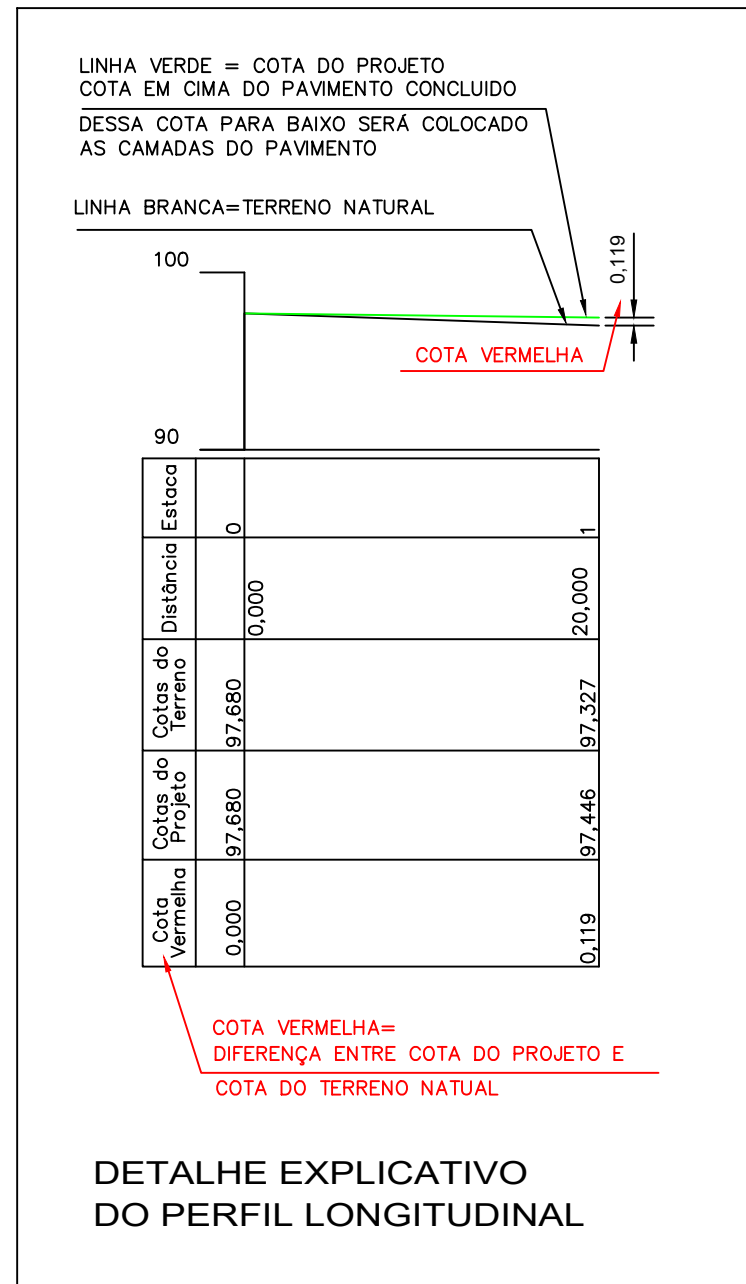 LINHA VERDE = COTA DO PROJETO
COTA EM CIMA DO PAVIMENTO CONCLUIDO
DESSA COTA PARA BAIXO SERÁ COLOCADO
AS CAMADAS DO PAVIMENTO
LINHA BRANCA=TERRENO NATURAL
100
0,119
COTA VERMELHA
90
Estaca
0
1
Distância
0,000
20,000
Cotas do
Terreno
97,680
97,327
Cotas do
Projeto
97,680
97,446
Cota
Vermelha
0,000
0,119
COTA VERMELHA=
DIFERENÇA ENTRE COTA DO PROJETO E
COTA DO TERRENO NATUAL
DETALHE EXPLICATIVO
DO PERFIL LONGITUDINAL